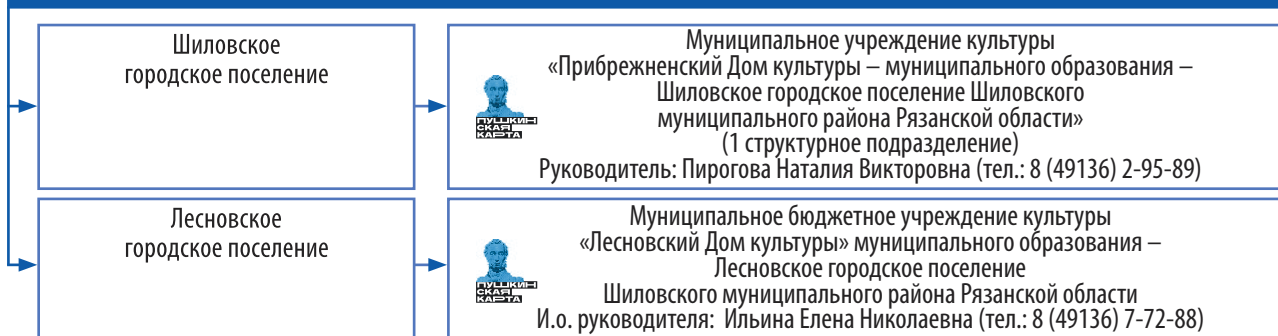 Шиловское
городское поселение
ПУШКИН
СКАЯ
КАРТА
Муниципальное учреждение культуры
«Прибрежненский Дом культуры – муниципального образования –
Шиловское городское поселение Шиловского
муниципального района Рязанской области»
(1 структурное подразделение)
Руководитель: Пирогова Наталия Викторовна (тел.: 8 (49136) 2-95-89)
Лесновское
городское поселение
ПУШКИН
СКАЯ
КАРТА
Муниципальное бюджетное учреждение культуры
«Лесновский Дом культуры» муниципального образования –
Лесновское городское поселение
Шиловского муниципального района Рязанской области
И.о. руководителя: Ильина Елена Николаевна (тел.: 8 (49136) 7-72-88)